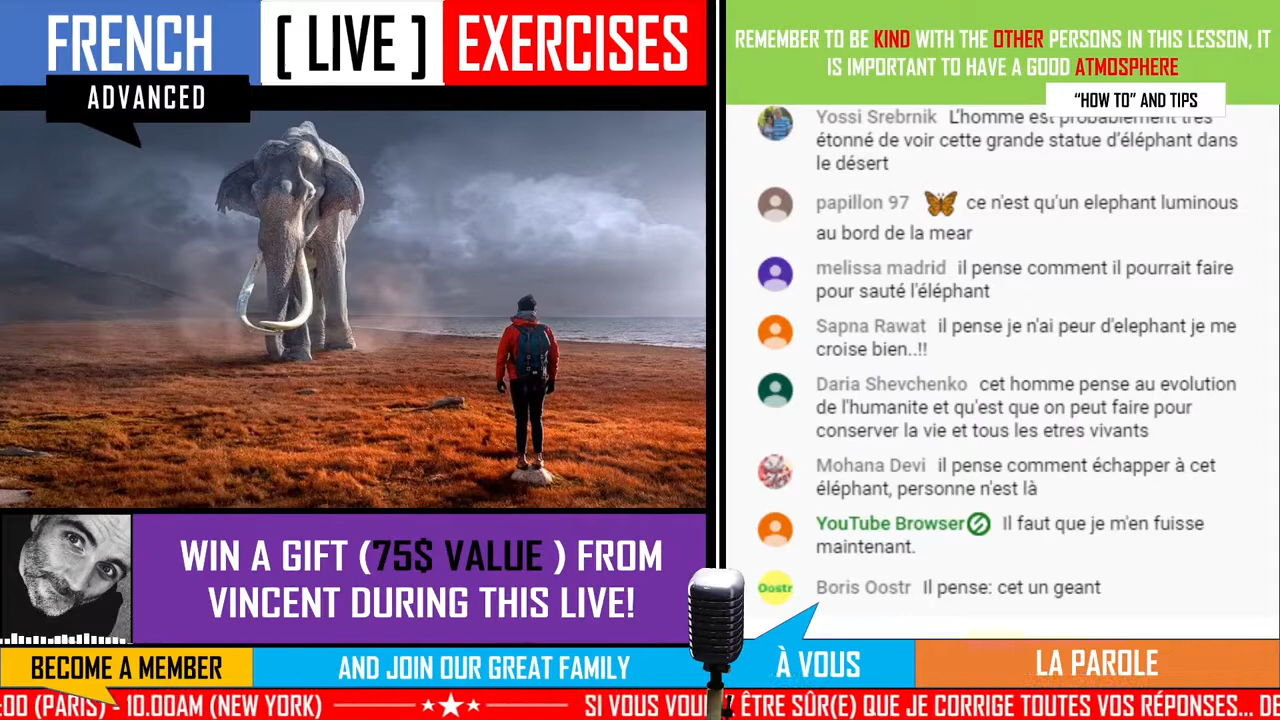 FRENCH
[ LIVE ]
EXERCISES
ADVANCED
REMEMBER TO BE KIND WITH THE OTHER PERSONS IN THIS LESSON, IT
IS IMPORTANT TO HAVE A GOOD ATMOSPHERE
“HOW TO” AND TIPS
Yossi Srebrnik L'homme est probablement très
étonné de voir cette grande statue d'éléphant dans
le désert
papillon 97 ce n'est qu'un elephant luminous
au bord de la mear
melissa madrid il pense comment il pourrait faire
pour sauté l'éléphant
Sapna Rawat il pense je n'ai peur d'elephant je me
croise bien..!!
Daria Shevchenko cet homme pense au evolution
de l'humanite et qu'est que on peut faire pour
conserver la vie et tous les etres vivants
Mohana Devi il pense comment échapper à cet
éléphant, personne n'est là
YouTube Browser Il faut que je m'en fuisse
maintenant.
Oostr Boris Oostr Il pense: cet un geant
WIN A GIFT (75$ VALUE ) FROM
VINCENT DURING THIS LIVE!
BECOME A MEMBER
AND JOIN OUR GREAT FAMILY
À VOUS
LA PAROLE
:00 (PARIS) - 10.00AM (NEW YORK) SI VOUS VOU ÊTRE SÛR(E) QUE JE CORRIGE TOUTES VOS RÉPONSES... DE